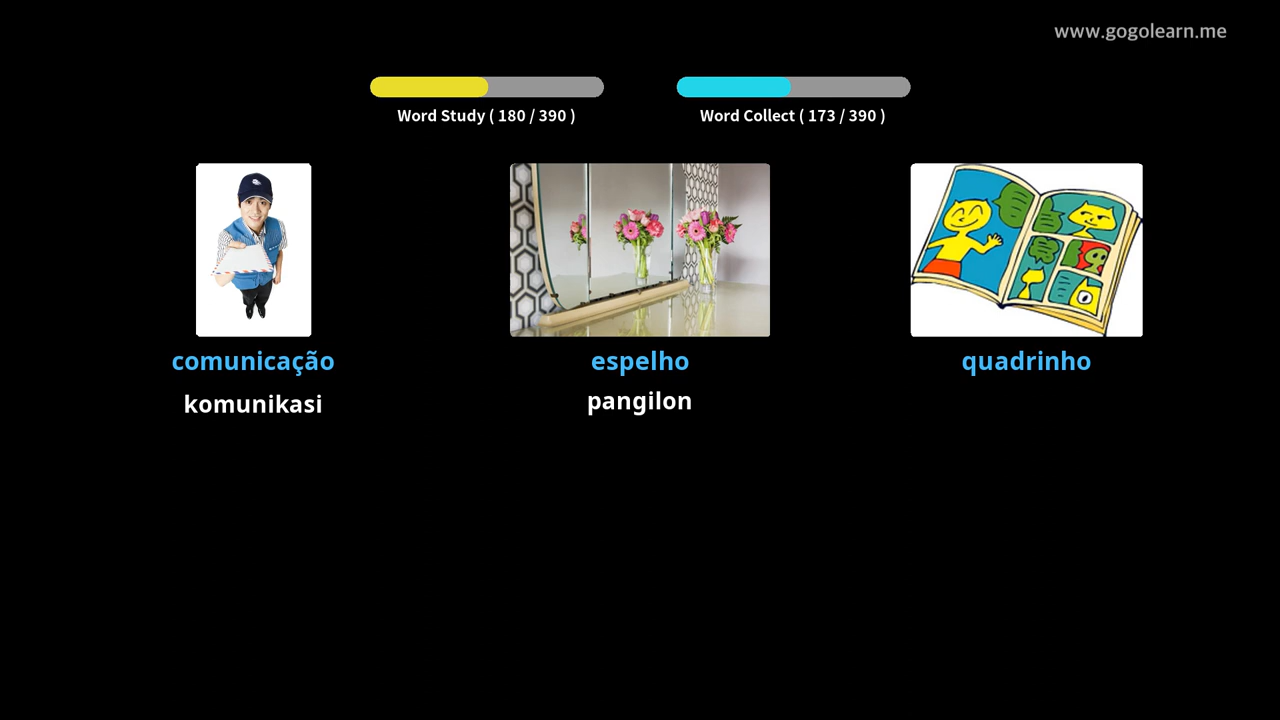 www.gogolearn.me
Word Study ( 180 / 390 )
Word Collect ( 173 / 390 )
comunicação
espelho
quadrinho
komunikasi
pangilon